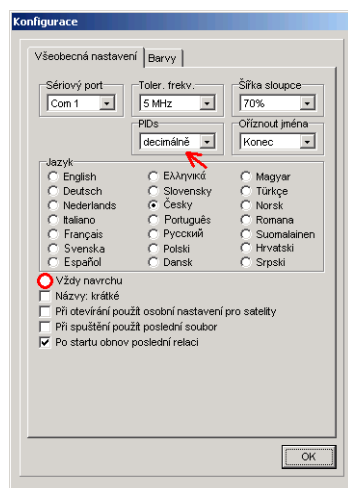 Konfigurace
Všeobecná nastavení Barvy
Sériový port Toler. frekv. Šířka sloupce
Com 1 5 MHz 70%
PIDs Oříznout jména
decimálně Konec
Jazyk
English Ελληνικά Magyar
Deutsch Slovensky Türkçe
Nederlands Česky Norsk
Italiano Português Romana
Français Русский Suomalainen
Svenska Polski Hrvatski
Español Dansk Srpski
Vždy navrchu
Názvy: krátké
Při otevírání použít osobní nastavení pro satelity
Při spuštění použít poslední soubor
Po startu obnov poslední relaci
OK